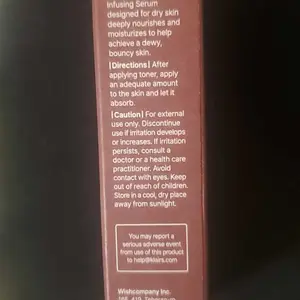 Infusing Serum
designed for dry skin
deeply nourishes and
moisturizes to help
achieve a dewy,
bouncy skin.
|Directions| After
applying toner, apply
an adequate amount
to the skin and let it
absorb.
|Caution| For external
use only. Discontinue
use if irritation develops
or increases. If irritation
persists, consult a
doctor or a health care
practitioner. Avoid
contact with eyes. Keep
out of reach of children.
Store in a cool, dry place
away from sunlight.
You may report a
serious adverse event
from use of this product
to help@klairs.com
Wishcompany Inc.